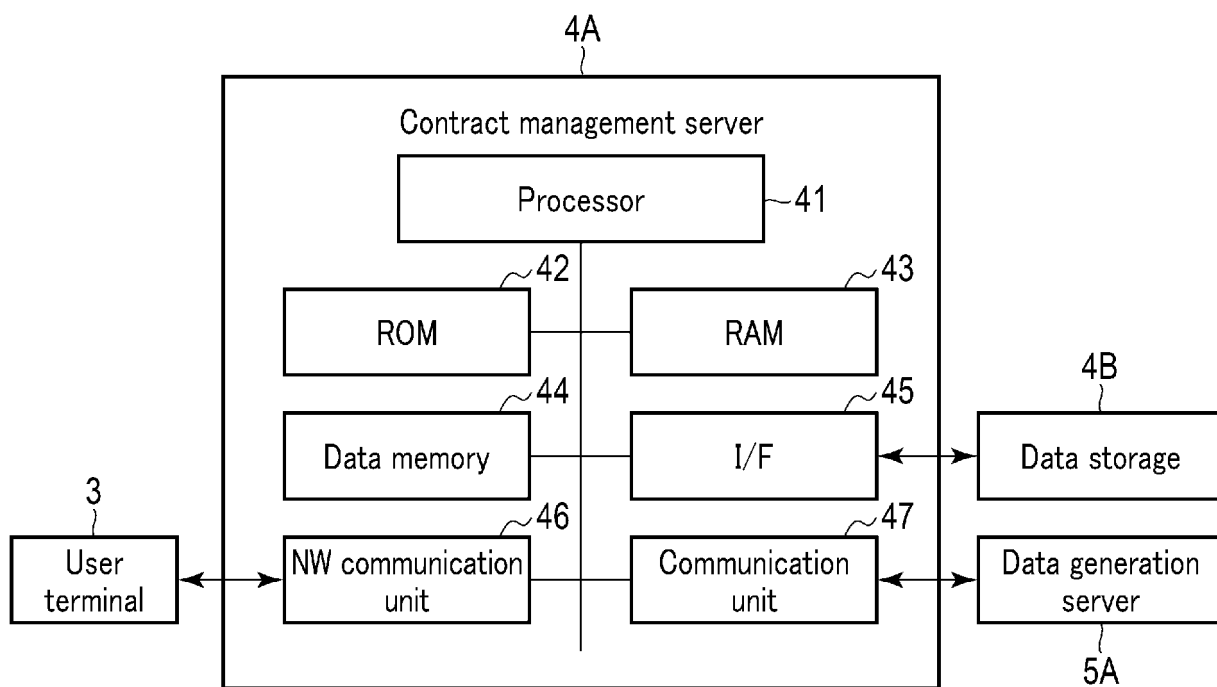 4A
Contract management server
Processor
41
42
43
ROM
RAM
44
45
4B
Data memory
I/F
Data storage
3
46
47
User
terminal
NW communication
unit
Communication
unit
Data generation
server
5A